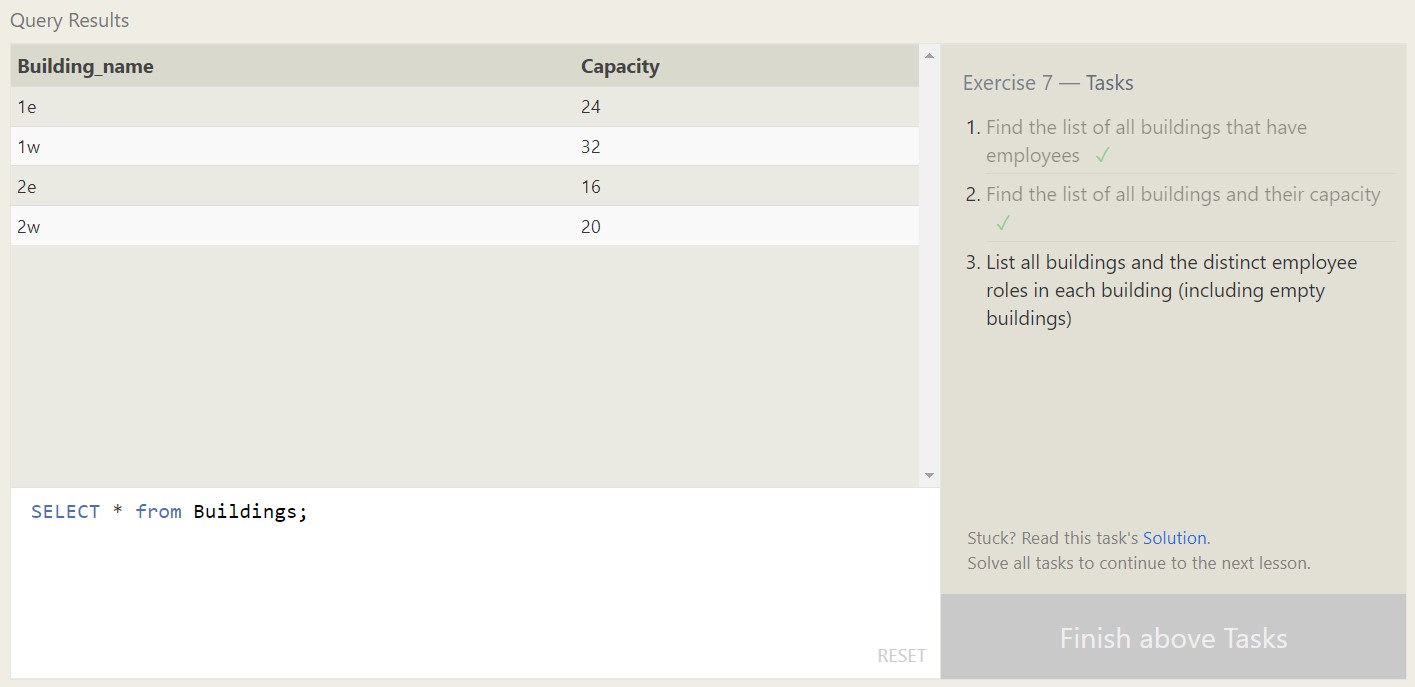 Query Results
Building_name Capacity
1e 24
1w 32
2e 16
2w 20
SELECT * from Buildings;
RESET
Exercise 7 — Tasks
1. Find the list of all buildings that have
employees ✓
2. Find the list of all buildings and their capacity
✓
3. List all buildings and the distinct employee
roles in each building (including empty
buildings)
Stuck? Read this task's Solution.
Solve all tasks to continue to the next lesson.
Finish above Tasks